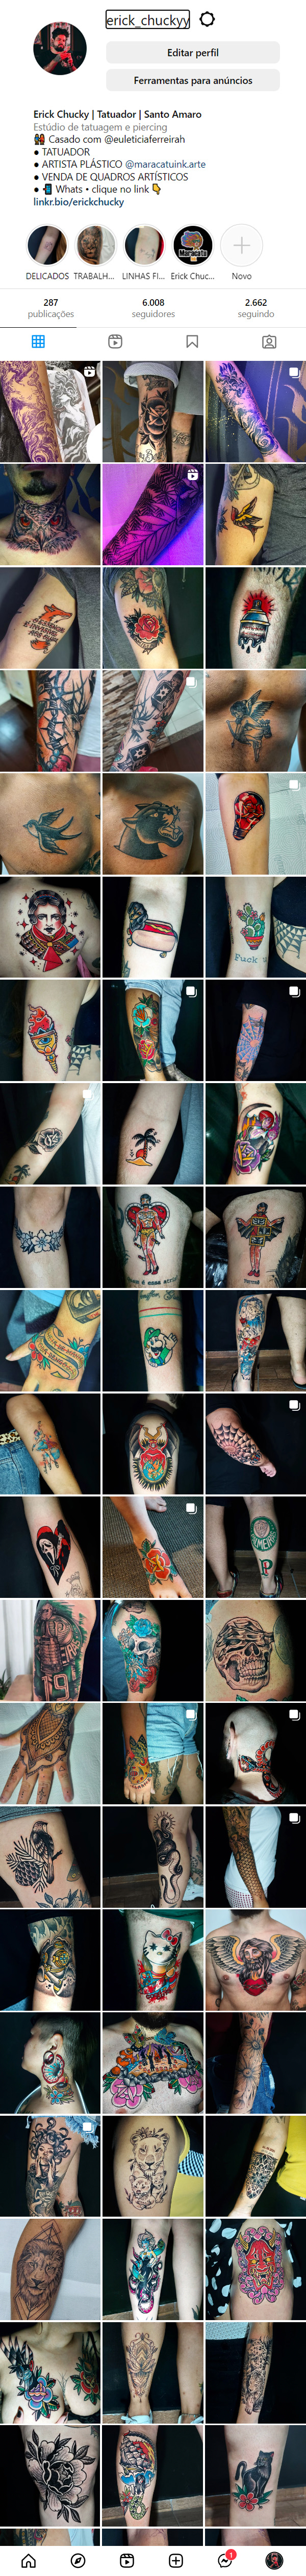 erick_chuckyy
Editar perfil
Ferramentas para anúncios
Erick Chucky | Tatuador | Santo Amaro
Estúdio de tatuagem e piercing
Casado com @euleticiaferreirah
● TATUADOR
● ARTISTA PLÁSTICO @maracatuink.arte
● VENDA DE QUADROS ARTÍSTICOS
● Whats • clique no link
linkr.bio/erickchucky
DELICADOS TRABALH... LINHAS FI... Erick Chuc... Novo
287 6.008 2.662
publicações seguidores seguindo
Fuck
1